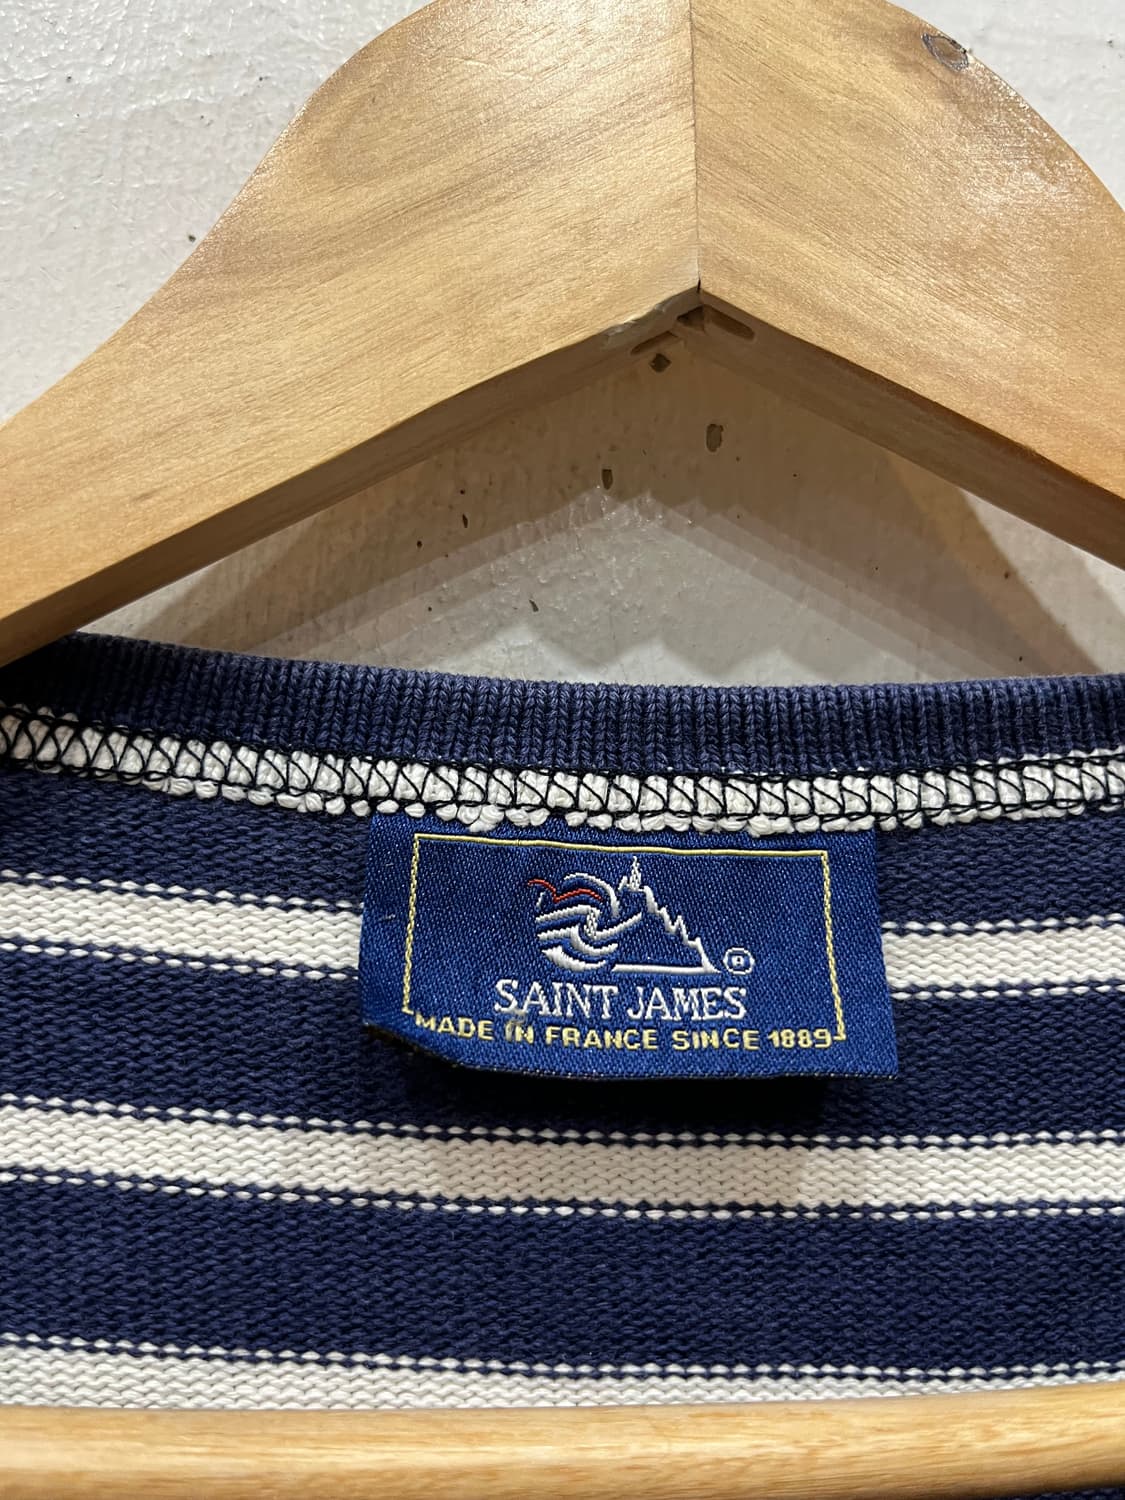 SAINT JAMES
MADE IN FRANCE SINCE 1889
®